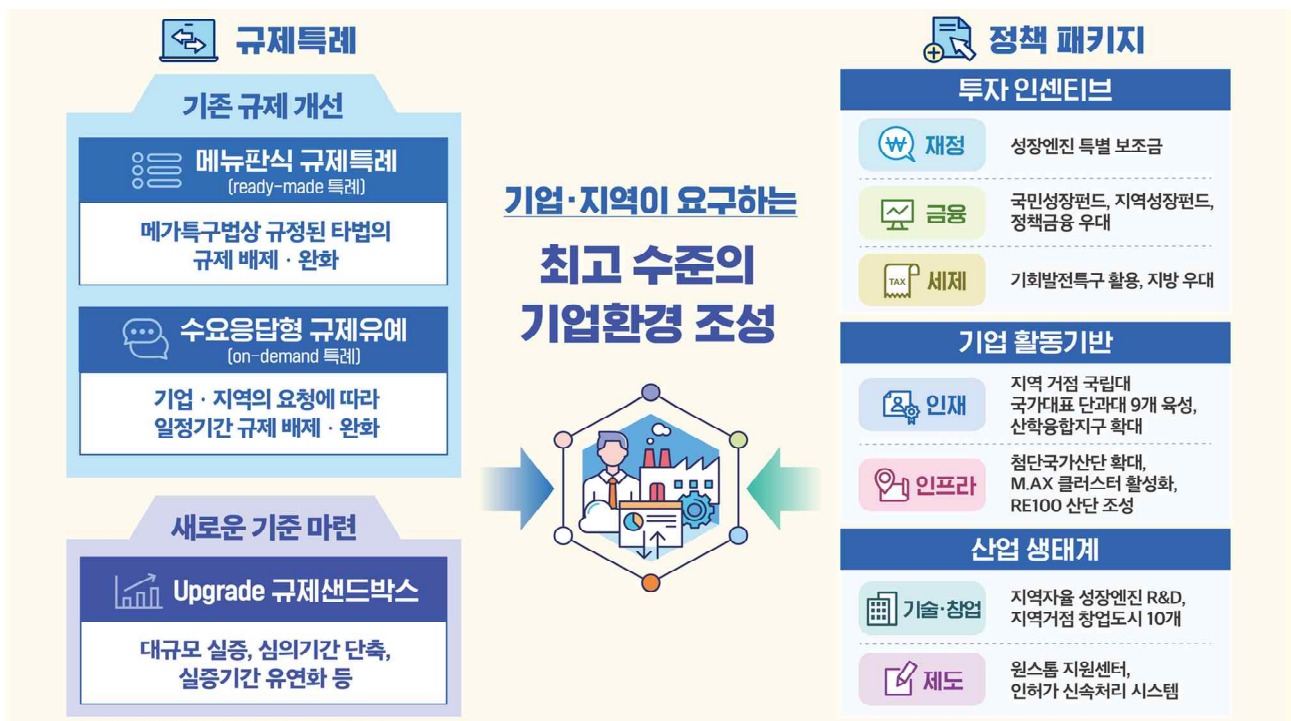 규제특례
기존 규제 개선
메뉴판식 규제특례
(ready-made 특례)
메가특구법상 규정된 타법의
규제 배제 · 완화
수요응답형 규제유예
(on-demand 특례)
기업 · 지역의 요청에 따라
일정기간 규제 배제 · 완화
새로운 기준 마련
Upgrade 규제샌드박스
대규모 실증, 심의기간 단축,
실증기간 유연화 등
기업·지역이 요구하는
최고 수준의
기업환경 조성
정책 패키지
투자 인센티브
재정
성장엔진 특별 보조금
금융
국민성장펀드, 지역성장펀드,
정책금융 우대
TAX
세제
기회발전특구 활용, 지방 우대
기업 활동기반
인재
지역 거점 국립대
국가대표 단과대 9개 육성,
산학융합지구 확대
인프라
첨단국가산단 확대,
M.AX 클러스터 활성화,
RE100 산단 조성
산업 생태계
기술·창업
지역자율 성장엔진 R&D,
지역거점 창업도시 10개
제도
원스톱 지원센터,
인허가 신속처리 시스템